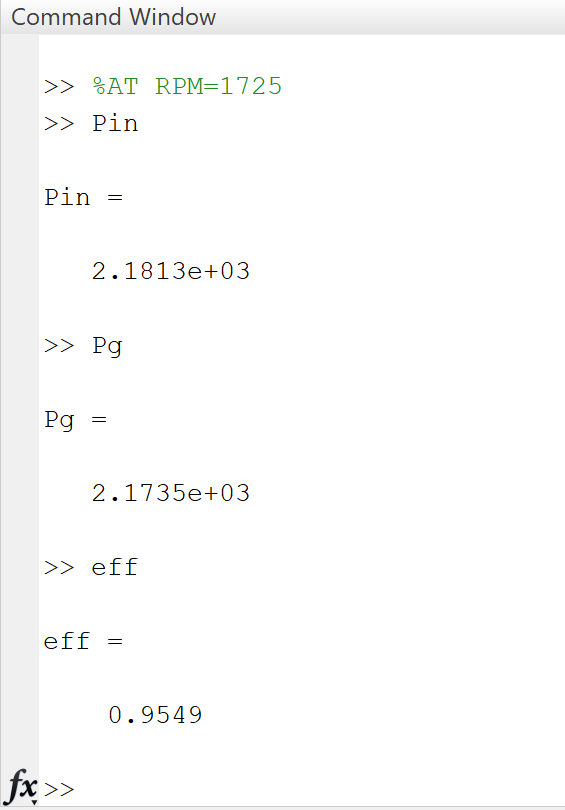 Command Window
>> %AT RPM=1725
>> Pin
Pin =
2.1813e+03
>> Pg
Pg =
2.1735e+03
>> eff
eff =
0.9549
fx >>